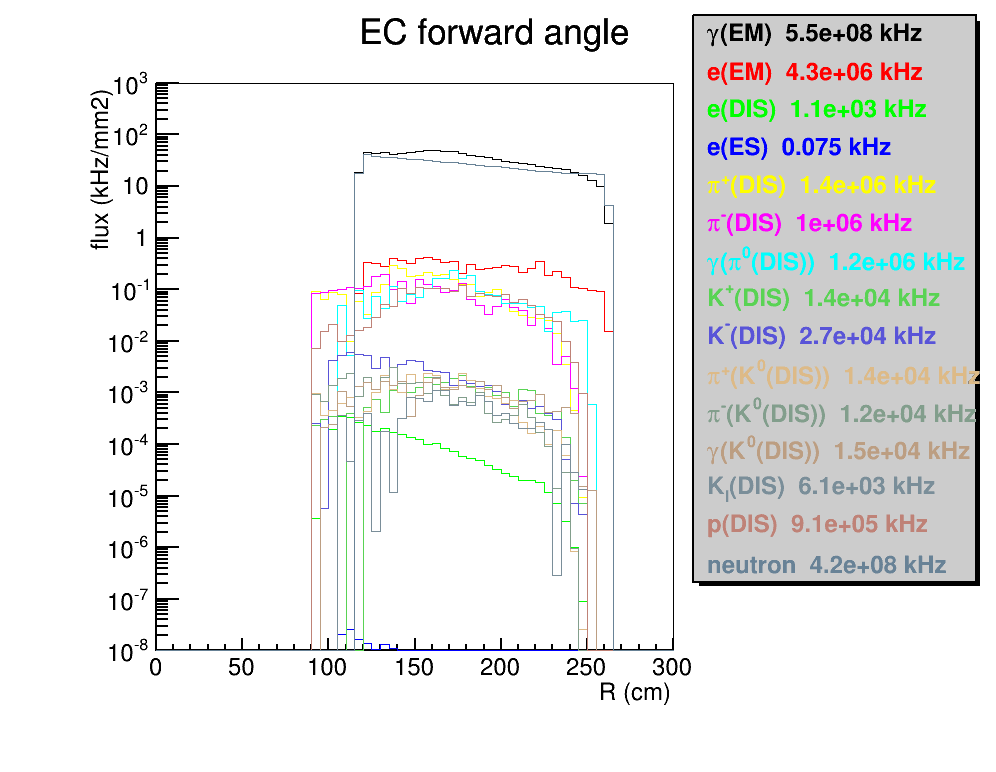 EC forward angle
γ(EM) 5.5e+08 kHz
e(EM) 4.3e+06 kHz
e(DIS) 1.1e+03 kHz
e(ES) 0.075 kHz
π⁺(DIS) 1.4e+06 kHz
π⁻(DIS) 1e+06 kHz
γ(π⁰(DIS)) 1.2e+06 kHz
K⁺(DIS) 1.4e+04 kHz
K⁻(DIS) 2.7e+04 kHz
π⁺(K⁰(DIS)) 1.4e+04 kHz
π⁻(K⁰(DIS)) 1.2e+04 kHz
γ(K⁰(DIS)) 1.5e+04 kHz
Kₗ(DIS) 6.1e+03 kHz
p(DIS) 9.1e+05 kHz
neutron 4.2e+08 kHz
flux (kHz/mm2)
10³
10²
10
1
10⁻¹
10⁻²
10⁻³
10⁻⁴
10⁻⁵
10⁻⁶
10⁻⁷
10⁻⁸
0 50 100 150 200 250 300
R (cm)